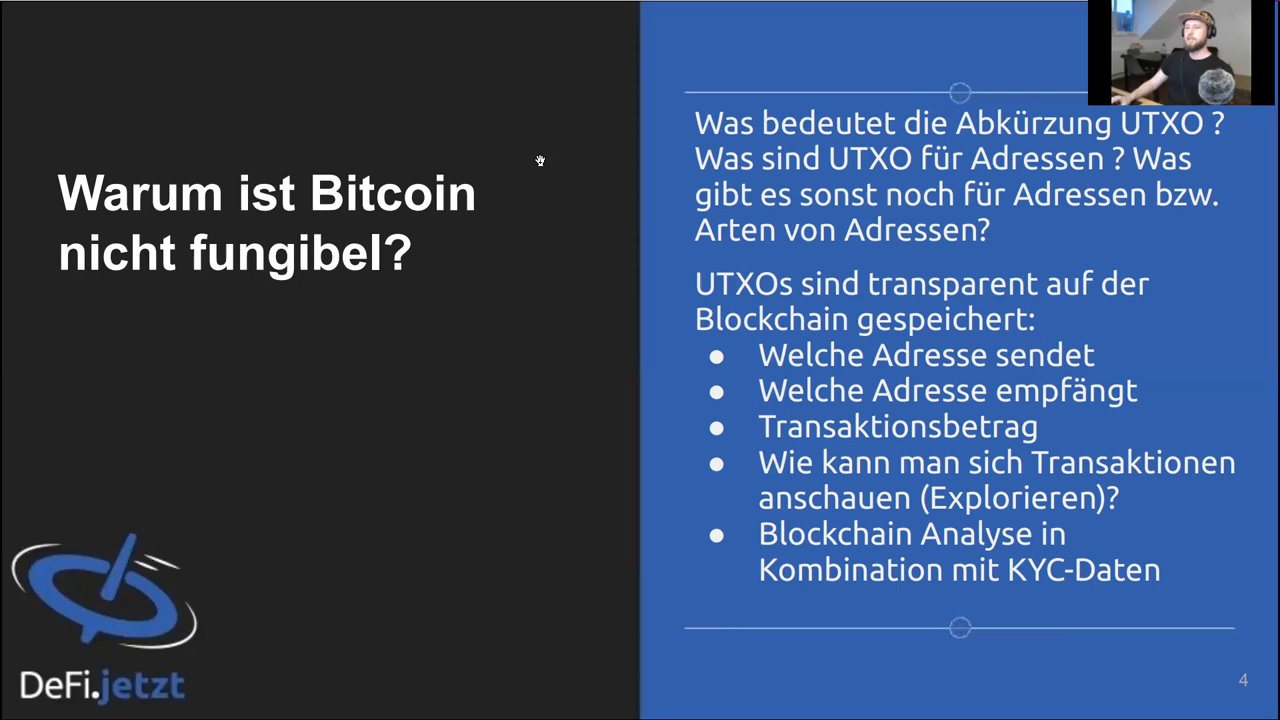 Warum ist Bitcoin
nicht fungibel?
Was bedeutet die Abkürzung UTXO ?
Was sind UTXO für Adressen ? Was
gibt es sonst noch für Adressen bzw.
Arten von Adressen?
UTXOs sind transparent auf der
Blockchain gespeichert:
● Welche Adresse sendet
● Welche Adresse empfängt
● Transaktionsbetrag
● Wie kann man sich Transaktionen
anschauen (Explorieren)?
● Blockchain Analyse in
Kombination mit KYC-Daten
DeFi.jetzt
4